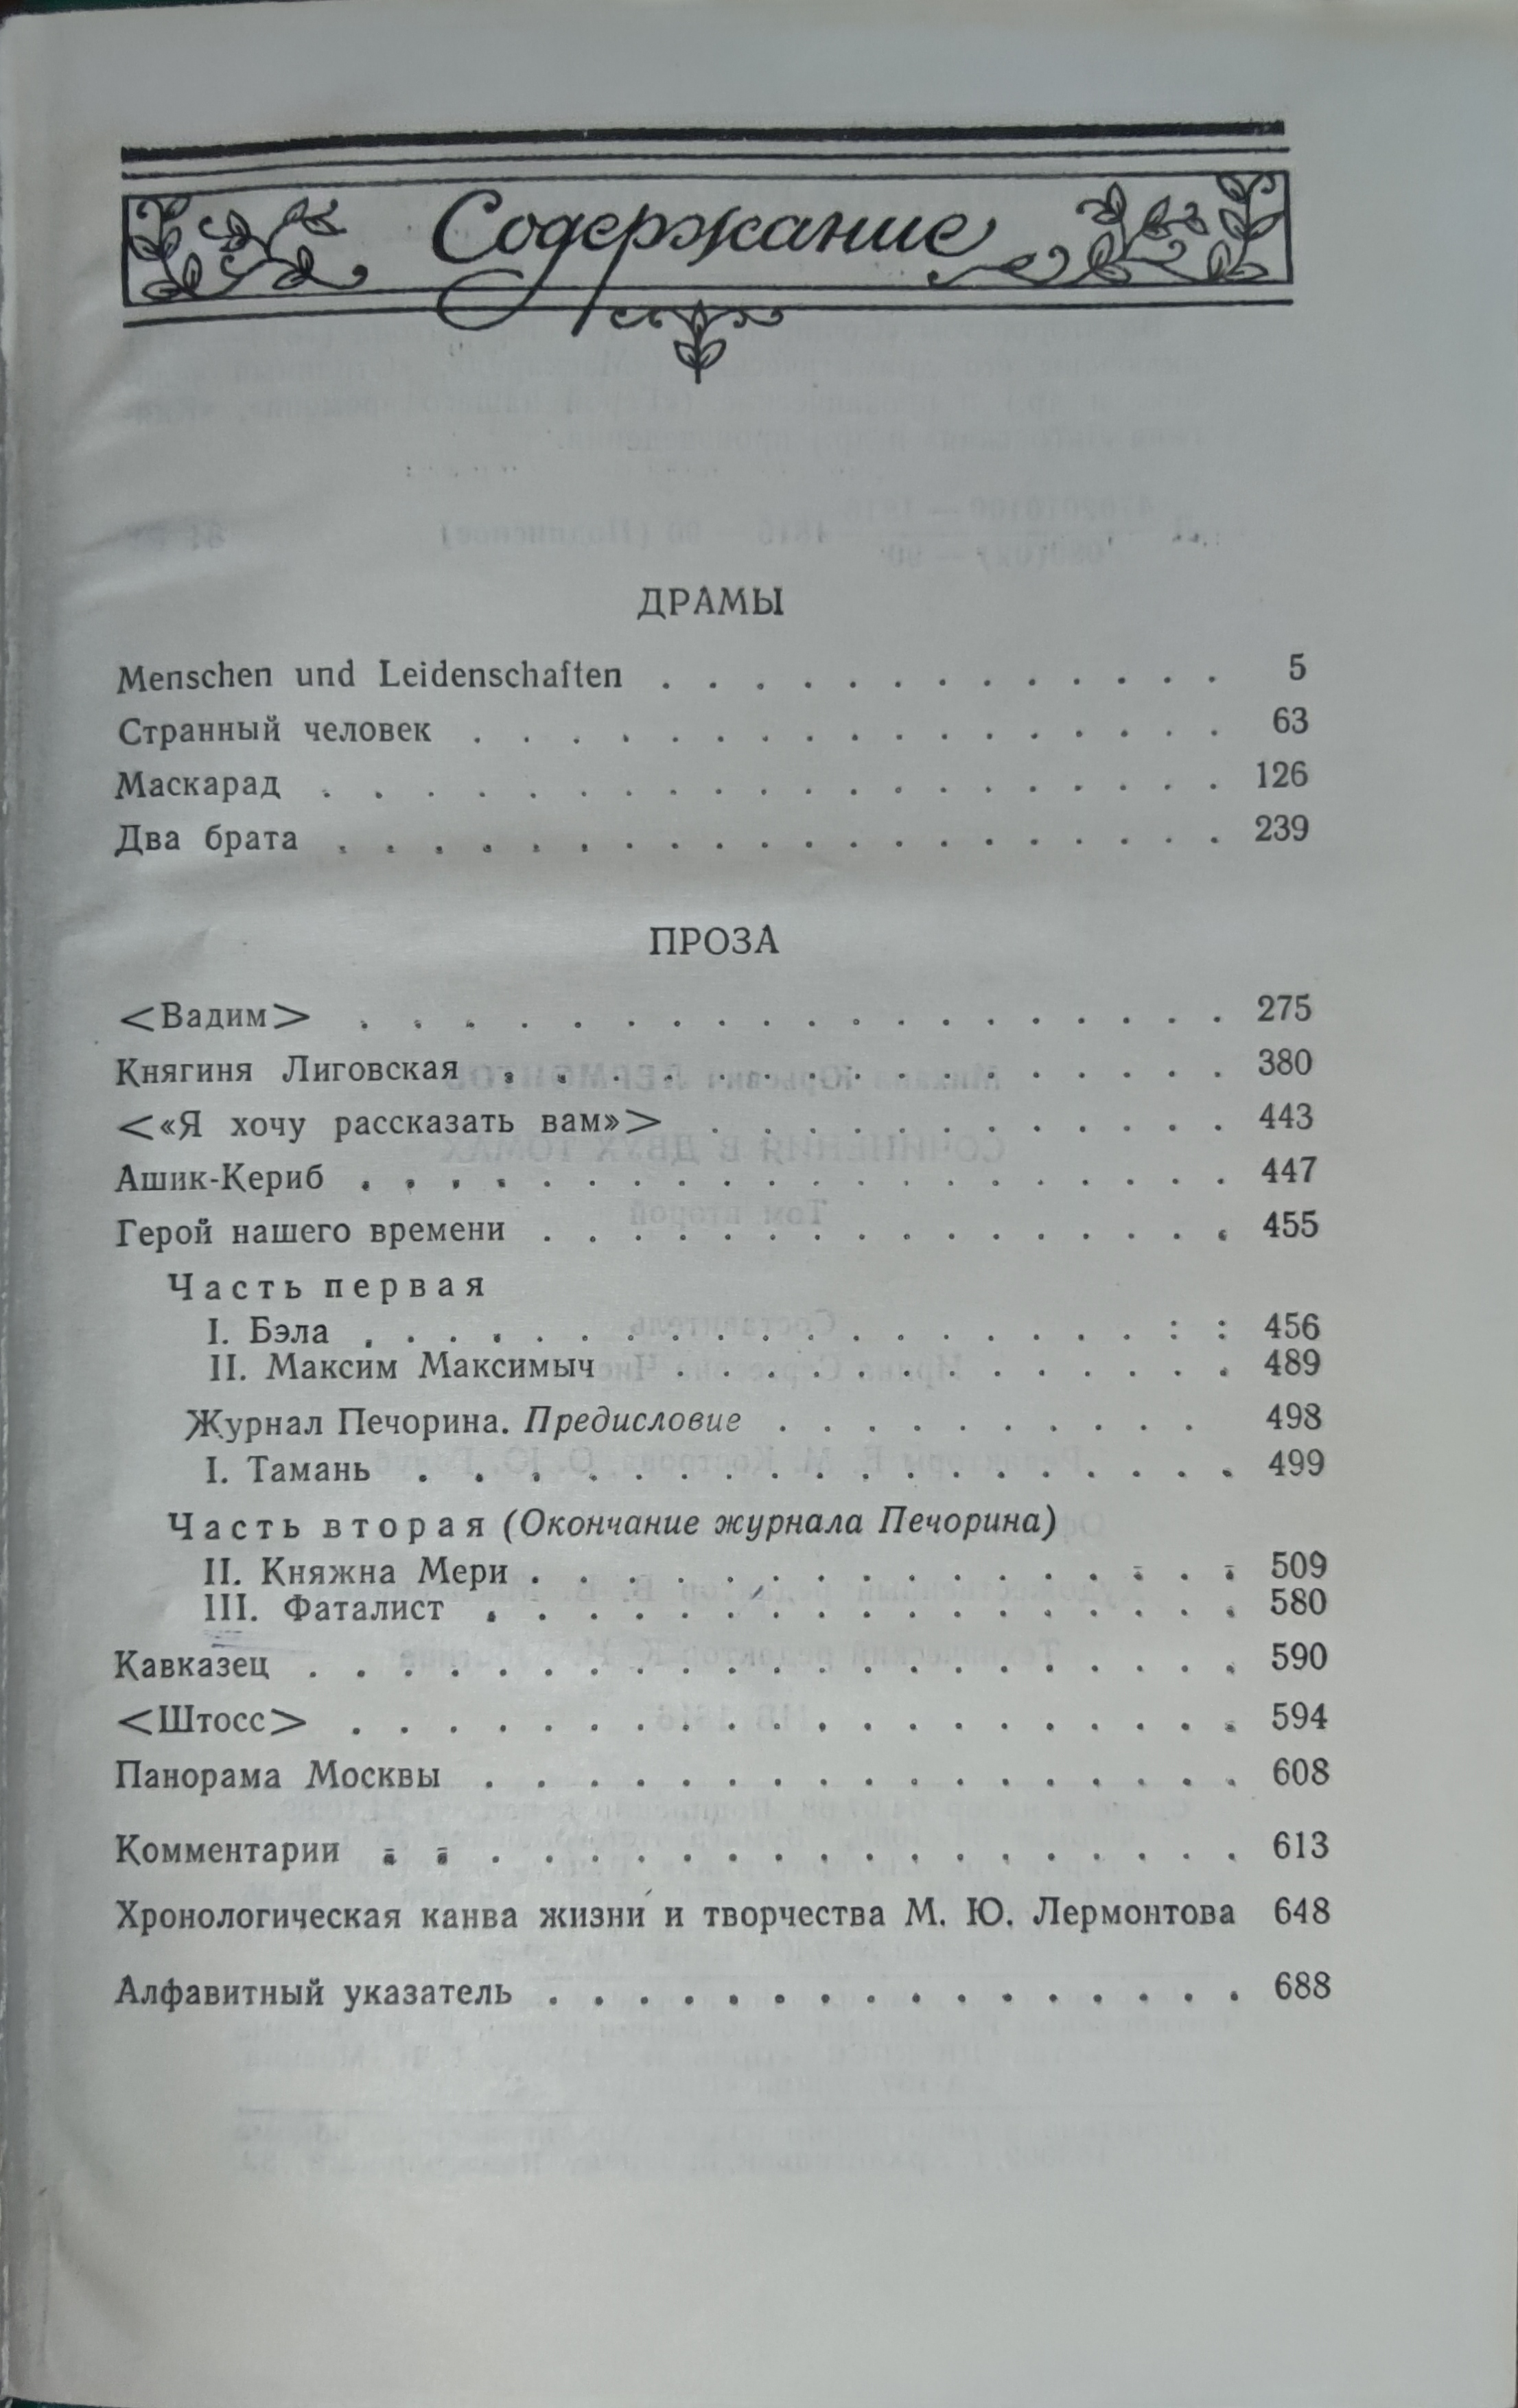 Содержание
ДРАМЫ
Menschen und Leidenschaften . . . . . . . . . . . . . 5
Странный человек . . . . . . . . . . . . . . . . . 63
Маскарад . . . . . . . . . . . . . . . . . . . . 126
Два брата . . . . . . . . . . . . . . . . . . . . 239
ПРОЗА
<Вадим> . . . . . . . . . . . . . . . . . . 275
Княгиня Лиговская . . . . . . . . . . . . . . . 380
<«Я хочу рассказать вам»> . . . . . . . . . . . . 443
Ашик-Кериб . . . . . . . . . . . . . . . . . . . 447
Герой нашего времени . . . . . . . . . . . . . . . . 455
Часть первая
I. Бэла . . . . . . . . . . . . . . . . . . : : 456
II. Максим Максимыч . . . . . . . . . . . . . 489
Журнал Печорина. Предисловие . . . . . . . . . . 498
I. Тамань . . . . . . . . . . . . . . . . . 499
Часть вторая (Окончание журнала Печорина)
II. Княжна Мери . . . . . . . . . . . . . . . . 509
III. Фаталист . . . . . . . . . . . . . . . . . 580
Кавказец . . . . . . . . . . . . . . . . . . . . 590
<Штосс> . . . . . . . . . . . . . . . . . . . . 594
Панорама Москвы . . . . . . . . . . . . . . . . . 608
Комментарии . . . . . . . . . . . . . . . . . . . 613
Хронологическая канва жизни и творчества М. Ю. Лермонтова 648
Алфавитный указатель . . . . . . . . . . . . . . . . 688